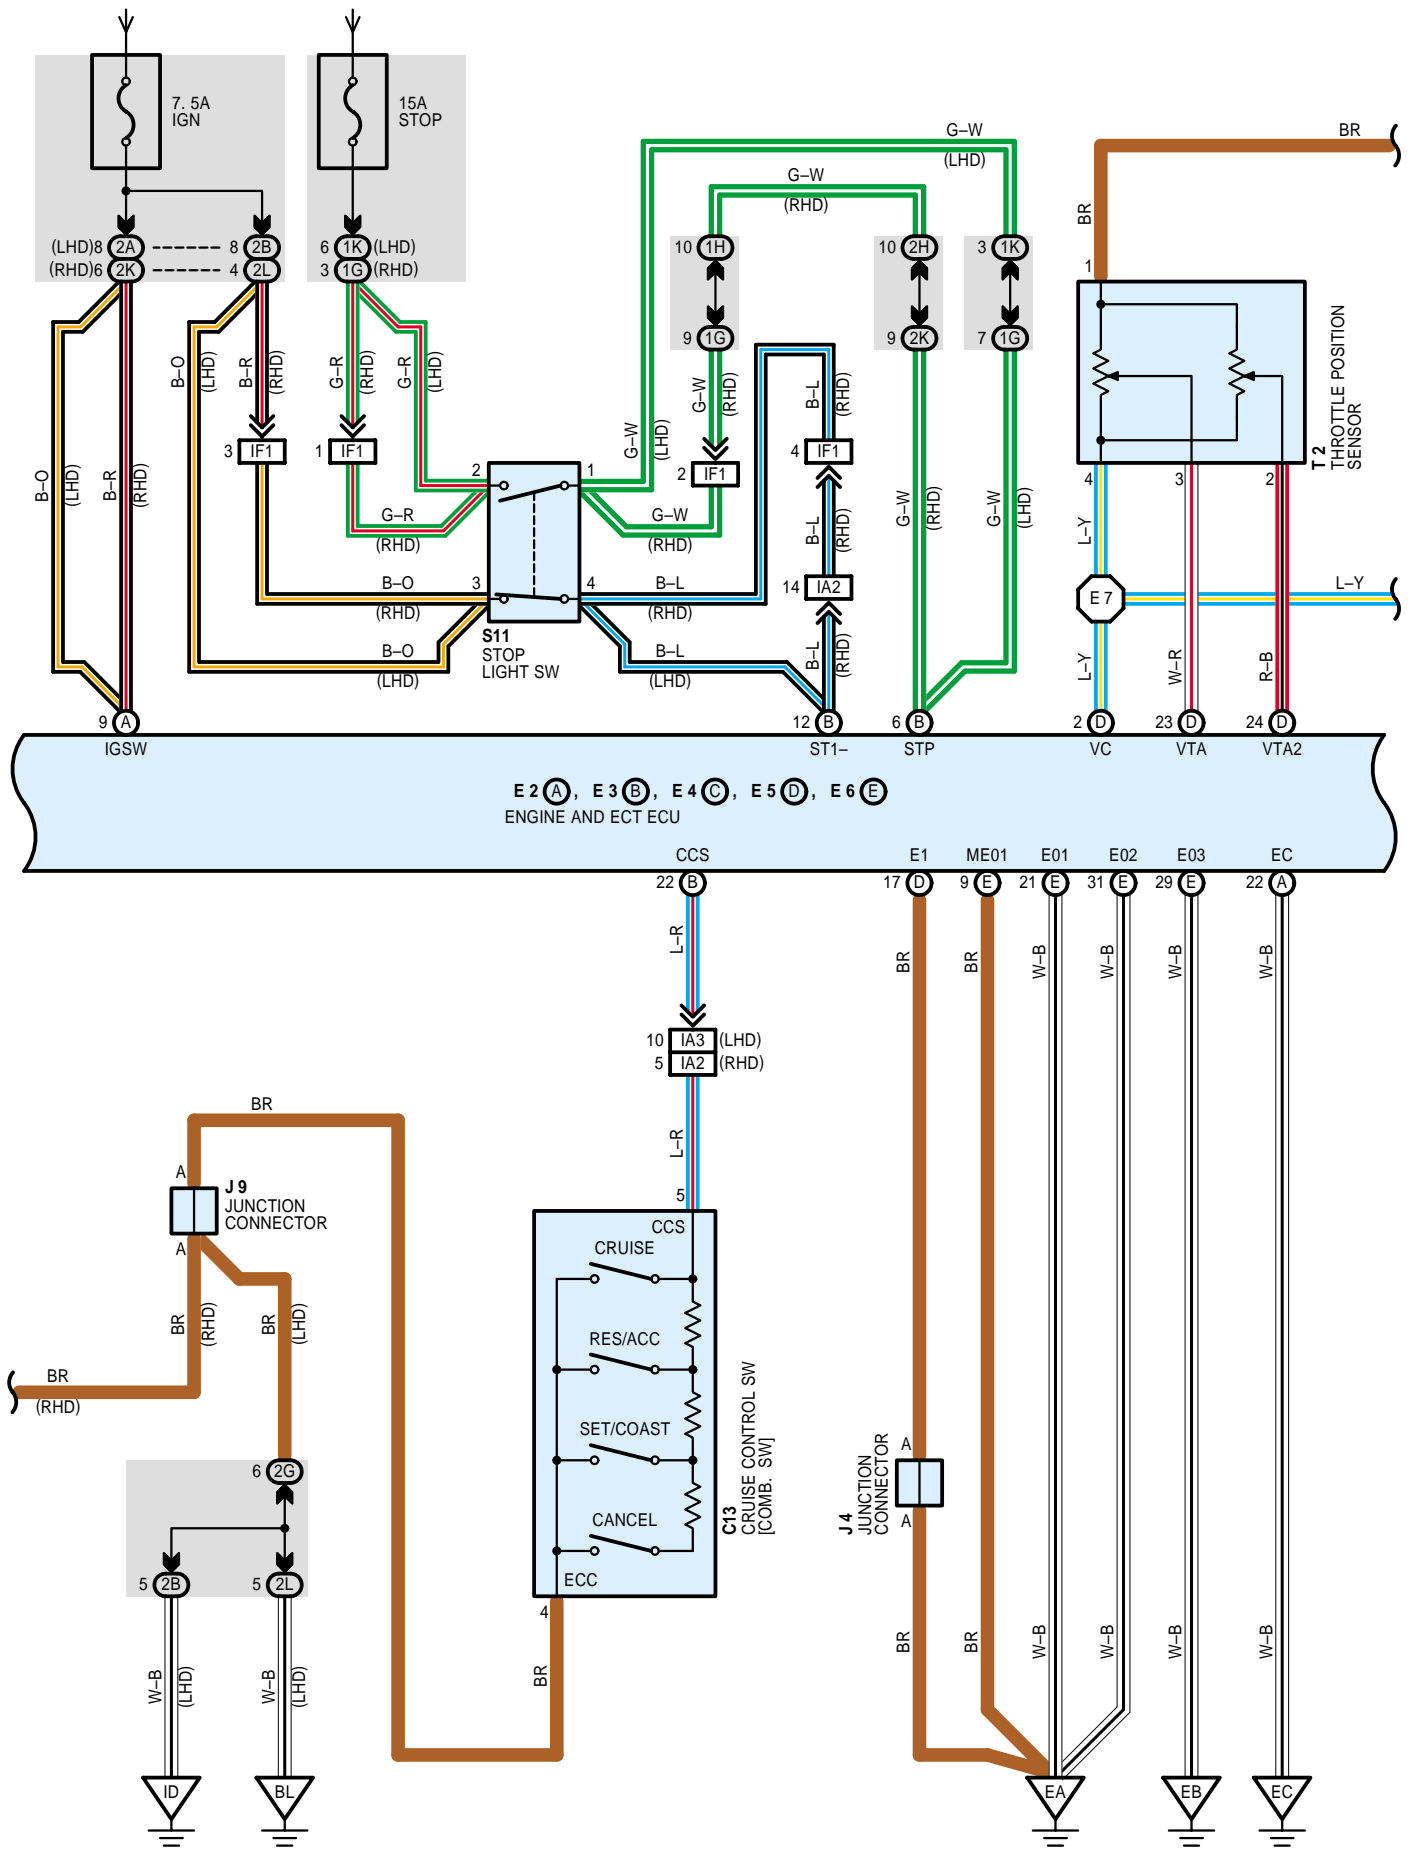 7. 5A
IGN
15A
STOP
(LHD) 8 2A
8 2B
6 1K (LHD)
(RHD) 6 2K
4 2L
3 1G (RHD)
G–W
(LHD)
G–W
(RHD)
BR
BR
10 1H
10 2H
3 1K
9 1G
9 2K
7 1G
1
B–O
(LHD)
B–R
(RHD)
G–R
(RHD)
G–R
(LHD)
G–W
(LHD)
G–W
(RHD)
B–L
(RHD)
T 2
THROTTLE POSITION
SENSOR
3 IF1
1 IF1
2
1
2 IF1
4 IF1
4
3
2
B–O
(LHD)
B–R
(RHD)
G–R
(RHD)
G–W
(RHD)
B–L
(RHD)
G–W
(RHD)
G–W
(LHD)
L–Y
B–O
(RHD)
3
4
B–L
(RHD)
14 IA2
E 7
L–Y
S11
STOP
LIGHT SW
B–O
(LHD)
B–L
(LHD)
B–L
(RHD)
L–Y
W–R
R–B
9 A
12 B
6 B
2 D
23 D
24 D
IGSW
ST1–
STP
VC
VTA
VTA2
E 2 A , E 3 B , E 4 C , E 5 D , E 6 E
ENGINE AND ECT ECU
CCS
E1
ME01
E01
E02
E03
EC
22 B
17 D
9 E
21 E
31 E
29 E
22 A
L–R
BR
BR
W–B
W–B
W–B
W–B
10 IA3 (LHD)
5 IA2 (RHD)
BR
L–R
A
J 9
JUNCTION
CONNECTOR
A
5
CCS
CRUISE
RES/ACC
SET/COAST
CANCEL
ECC
4
C13
CRUISE CONTROL SW
[COMB. SW]
BR
(RHD)
BR
(LHD)
BR
(RHD)
A
J 4
JUNCTION
CONNECTOR
A
6 2G
5 2B
5 2L
W–B
(LHD)
W–B
(LHD)
BR
BR
BR
W–B
W–B
W–B
W–B
ID
BL
EA
EB
EC